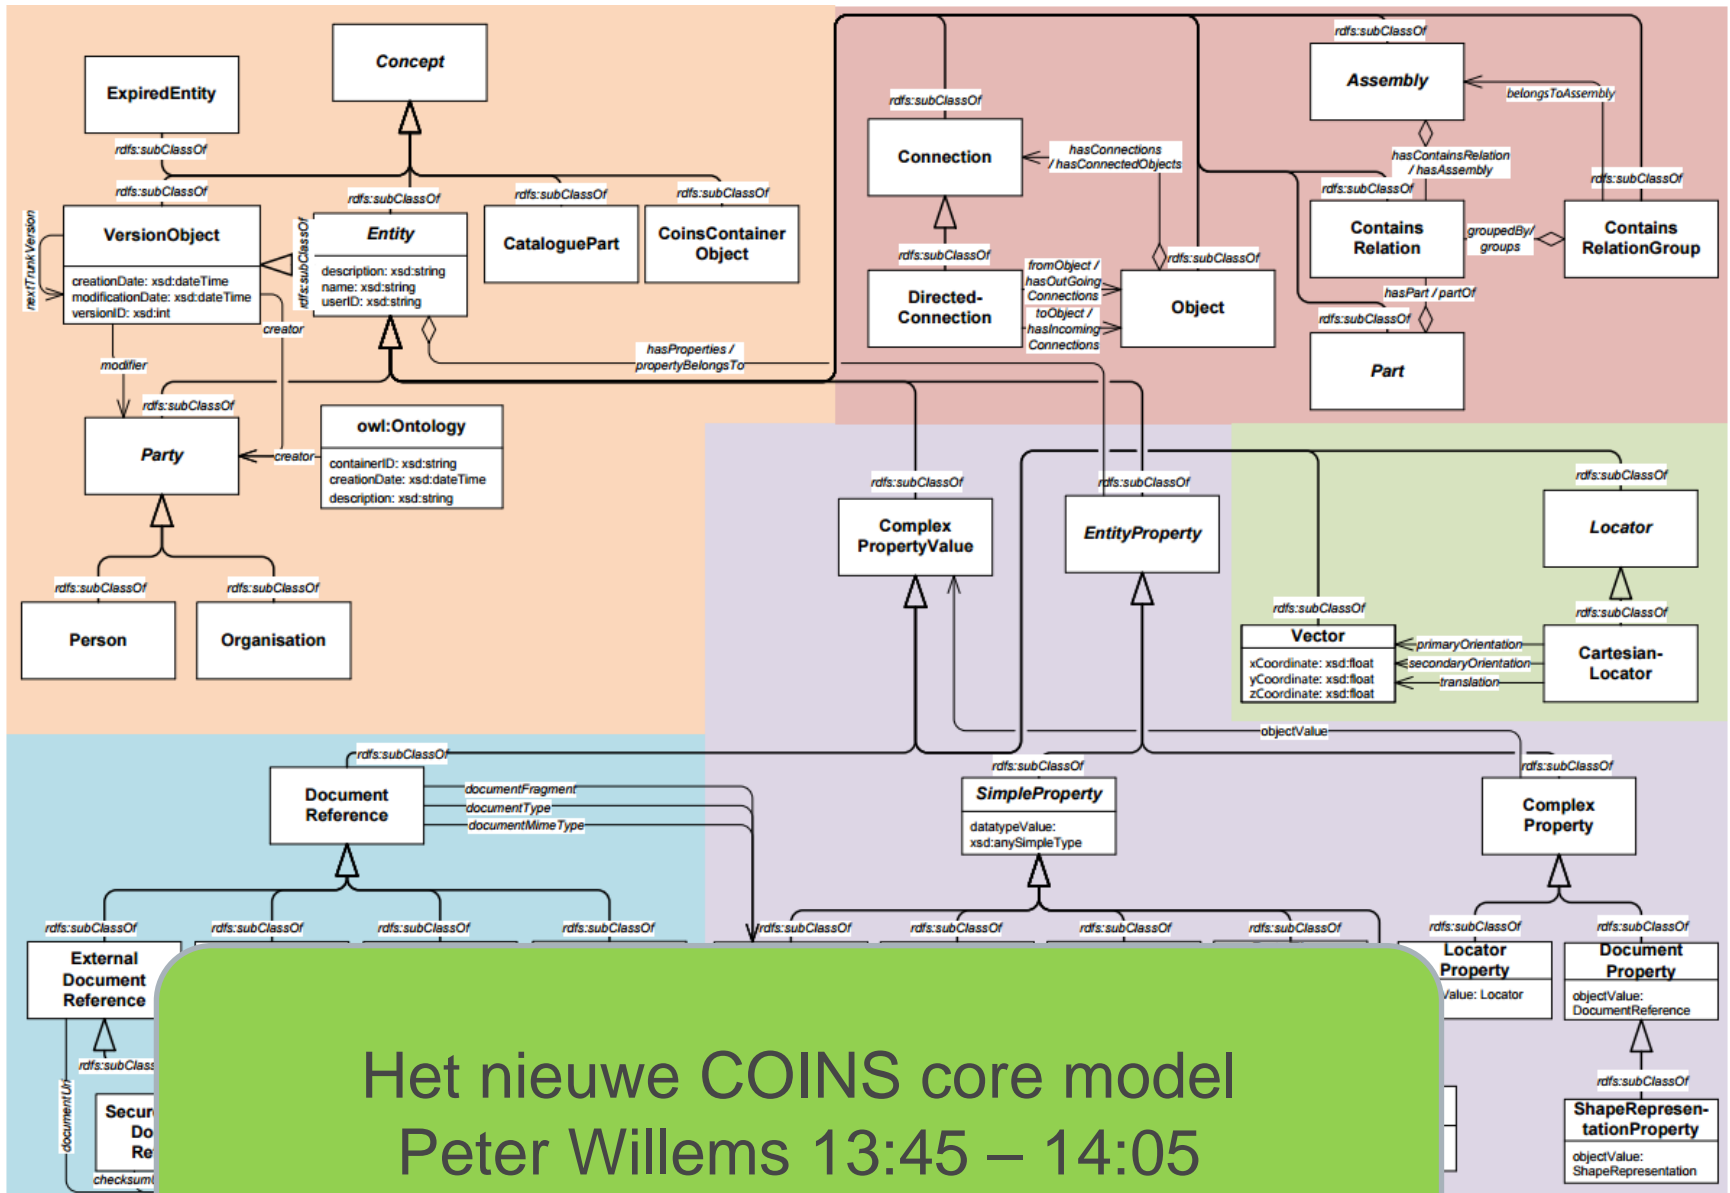 Concept
ExpiredEntity
rdfs:subClassOf
rdfs:subClassOf
rdfs:subClassOf
rdfs:subClassOf
rdfs:subClassOf
VersionObject
creationDate: xsd:dateTime
modificationDate: xsd:dateTime
versionID: xsd:int
nextTrunkVersion
rdfs:subClassOf
Entity
description: xsd:string
name: xsd:string
userID: xsd:string
CataloguePart
CoinsContainer
Object
creator
modifier
hasProperties /
propertyBelongsTo
rdfs:subClassOf
Party
creator
owl:Ontology
containerID: xsd:string
creationDate: xsd:dateTime
description: xsd:string
rdfs:subClassOf
rdfs:subClassOf
Person
Organisation
rdfs:subClassOf
Connection
hasConnections
/ hasConnectedObjects
rdfs:subClassOf
Directed-
Connection
fromObject /
hasOutGoing
Connections
toObject /
hasIncoming
Connections
rdfs:subClassOf
Object
rdfs:subClassOf
Assembly
belongsToAssembly
rdfs:subClassOf
hasContainsRelation
/ hasAssembly
rdfs:subClassOf
rdfs:subClassOf
Contains
Relation
groupedBy/
groups
Contains
RelationGroup
hasPart / partOf
rdfs:subClassOf
Part
rdfs:subClassOf
Complex
PropertyValue
rdfs:subClassOf
EntityProperty
rdfs:subClassOf
Locator
rdfs:subClassOf
Vector
xCoordinate: xsd:float
yCoordinate: xsd:float
zCoordinate: xsd:float
primaryOrientation
secondaryOrientation
translation
rdfs:subClassOf
Cartesian-
Locator
objectValue
rdfs:subClassOf
Document
Reference
documentFragment
documentType
documentMimeType
rdfs:subClassOf
SimpleProperty
datatypeValue:
xsd:anySimpleType
rdfs:subClassOf
Complex
Property
rdfs:subClassOf
rdfs:subClassOf
rdfs:subClassOf
rdfs:subClassOf
rdfs:subClassOf
rdfs:subClassOf
rdfs:subClassOf
rdfs:subClassOf
rdfs:subClassOf
rdfs:subClassOf
External
Document
Reference
documentUri
Locator
Property
Value: Locator
Document
Property
objectValue:
DocumentReference
rdfs:subClassOf
ShapeRepresen-
tationProperty
objectValue:
ShapeRepresentation
Het nieuwe COINS core model
Peter Willems 13:45 – 14:05